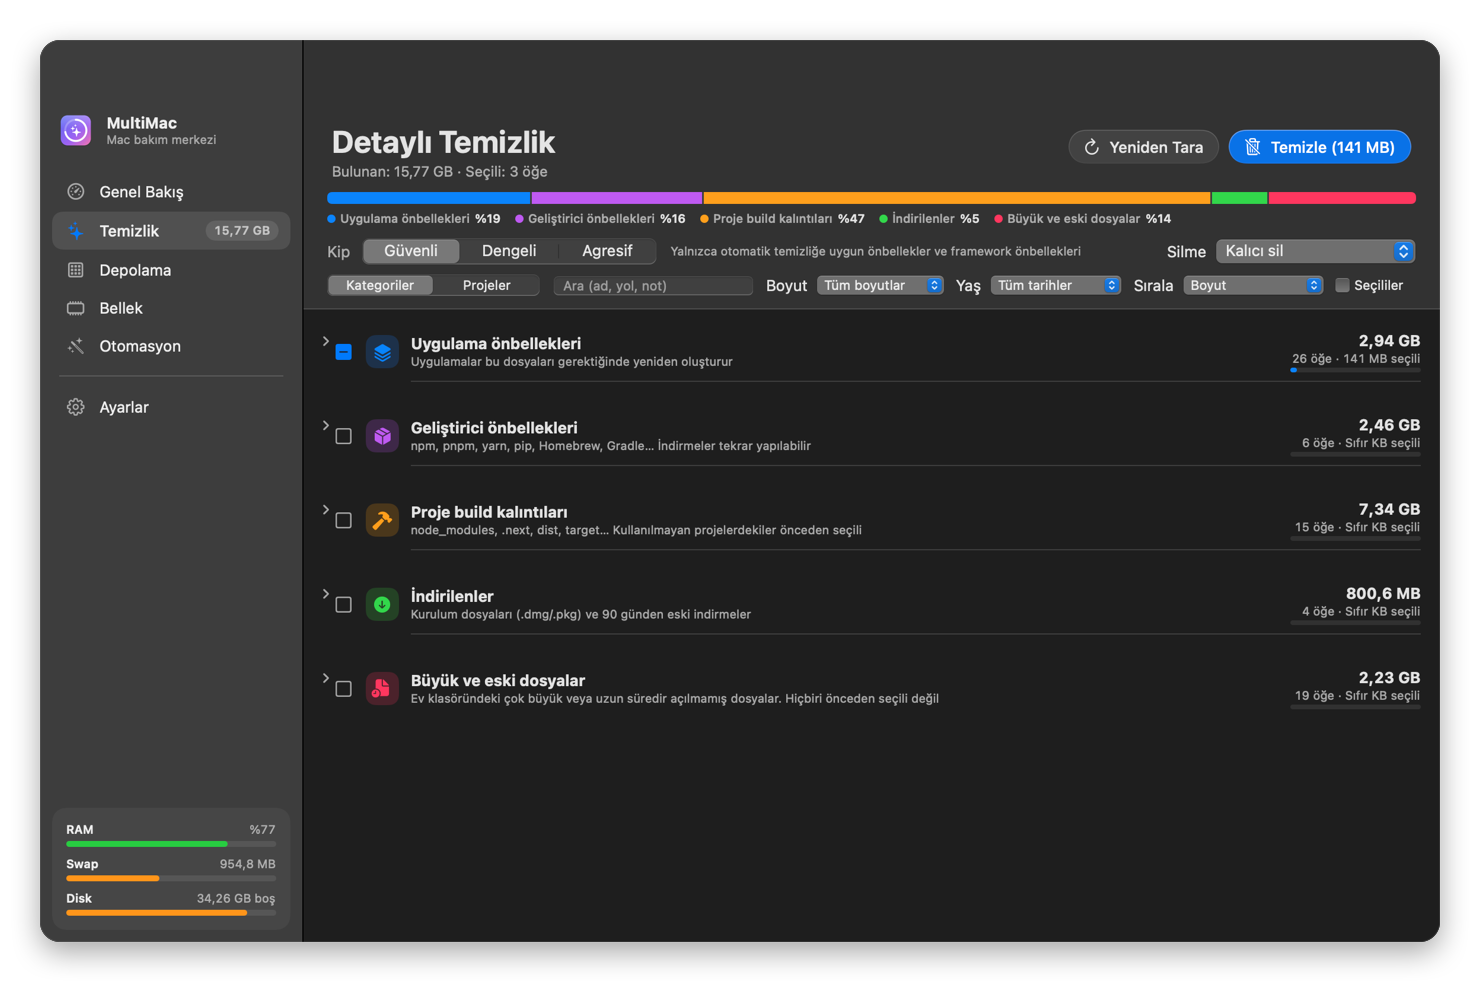 MultiMac
Mac bakım merkezi
Genel Bakış
Temizlik 15,77 GB
Depolama
Bellek
Otomasyon
Ayarlar
RAM %77
Swap 954,8 MB
Disk 34,26 GB boş
Detaylı Temizlik
Bulunan: 15,77 GB · Seçili: 3 öğe
Yeniden Tara
Temizle (141 MB)
Uygulama önbellekleri %19 Geliştirici önbellekleri %16 Proje build kalıntıları %47 İndirilenler %5 Büyük ve eski dosyalar %14
Kip Güvenli Dengeli Agresif Yalnızca otomatik temizliğe uygun önbellekler ve framework önbellekleri Silme Kalıcı sil
Kategoriler Projeler Ara (ad, yol, not) Boyut Tüm boyutlar Yaş Tüm tarihler Sırala Boyut Seçililer
Uygulama önbellekleri 2,94 GB
Uygulamalar bu dosyaları gerektiğinde yeniden oluşturur 26 öğe · 141 MB seçili
Geliştirici önbellekleri 2,46 GB
npm, pnpm, yarn, pip, Homebrew, Gradle... İndirmeler tekrar yapılabilir 6 öğe · Sıfır KB seçili
Proje build kalıntıları 7,34 GB
node_modules, .next, dist, target... Kullanılmayan projelerdekiler önceden seçili 15 öğe · Sıfır KB seçili
İndirilenler 800,6 MB
Kurulum dosyaları (.dmg/.pkg) ve 90 günden eski indirmeler 4 öğe · Sıfır KB seçili
Büyük ve eski dosyalar 2,23 GB
Ev klasöründeki çok büyük veya uzun süredir açılmamış dosyalar. Hiçbiri önceden seçili değil 19 öğe · Sıfır KB seçili